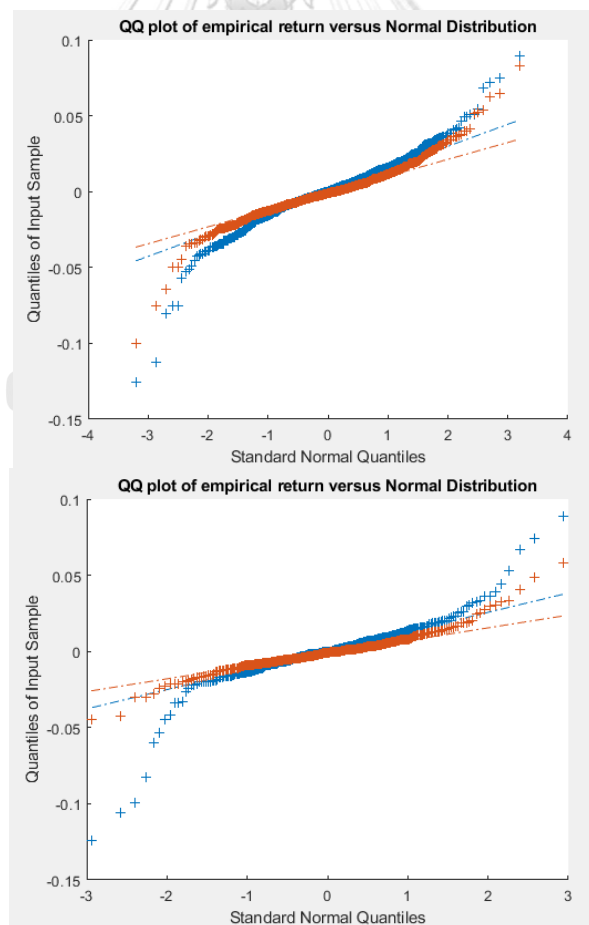 QQ plot of empirical return versus Normal Distribution
0.1
0.05
0
-0.05
-0.1
-0.15
Quantiles of Input Sample
-4 -3 -2 -1 0 1 2 3 4
Standard Normal Quantiles
QQ plot of empirical return versus Normal Distribution
0.1
0.05
0
-0.05
-0.1
-0.15
Quantiles of Input Sample
-3 -2 -1 0 1 2 3
Standard Normal Quantiles